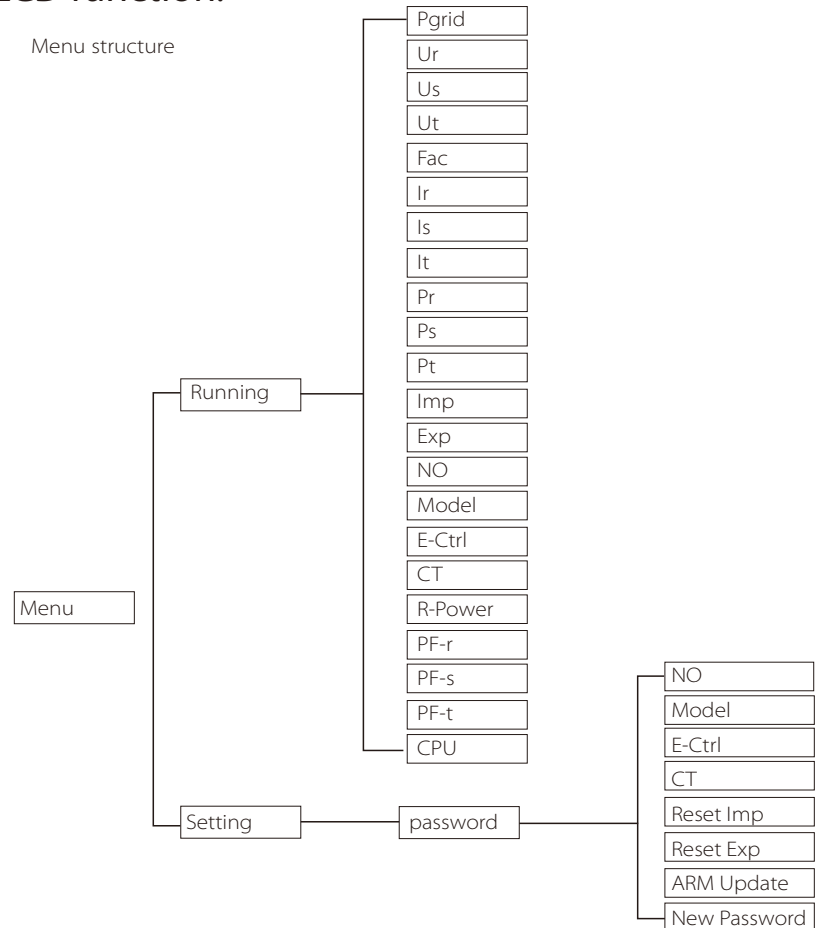 LCD function:
Menu structure
Pgrid
Ur
Us
Ut
Fac
Ir
Is
It
Pr
Ps
Pt
Imp
Exp
NO
Model
E-Ctrl
CT
R-Power
PF-r
PF-s
PF-t
CPU
Running
Menu
Setting
password
NO
Model
E-Ctrl
CT
Reset Imp
Reset Exp
ARM Update
New Password